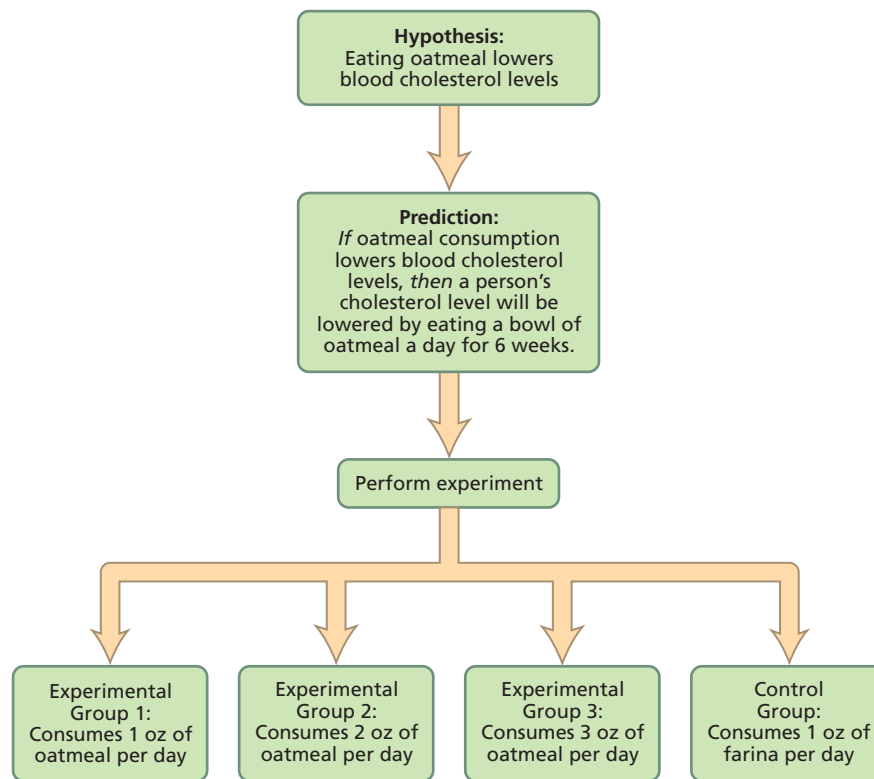 Hypothesis:
Eating oatmeal lowers
blood cholesterol levels
Prediction:
If oatmeal consumption
lowers blood cholesterol
levels, then a person's
cholesterol level will be
lowered by eating a bowl of
oatmeal a day for 6 weeks.
Perform experiment
Experimental
Group 1:
Consumes 1 oz of
oatmeal per day
Experimental
Group 2:
Consumes 2 oz of
oatmeal per day
Experimental
Group 3:
Consumes 3 oz of
oatmeal per day
Control
Group:
Consumes 1 oz of
farina per day